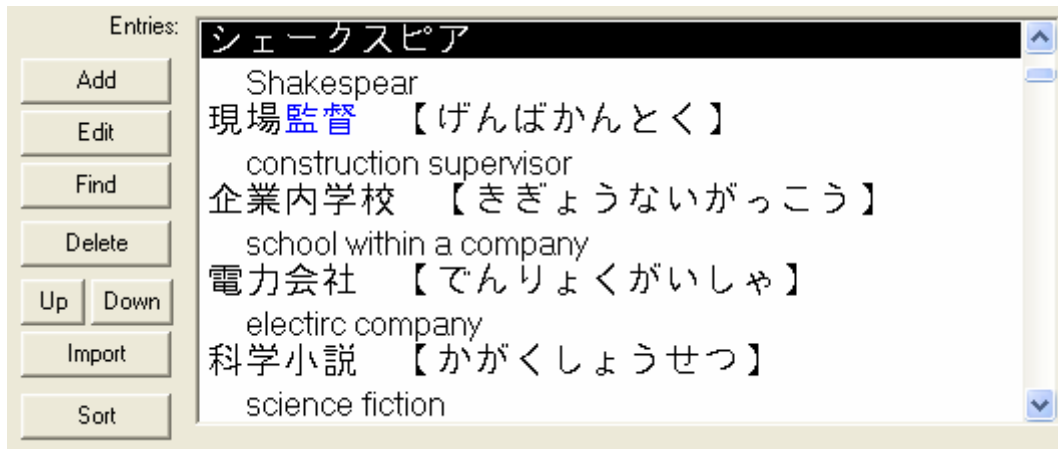 Entries:
Add
Edit
Find
Delete
Up Down
Import
Sort
シェークスピア
Shakespear
現場監督 【げんばかんとく】
construction supervisor
企業内学校 【きぎょうないがっこう】
school within a company
電力会社 【でんりょくがいしゃ】
electirc company
科学小説 【かがくしょうせつ】
science fiction